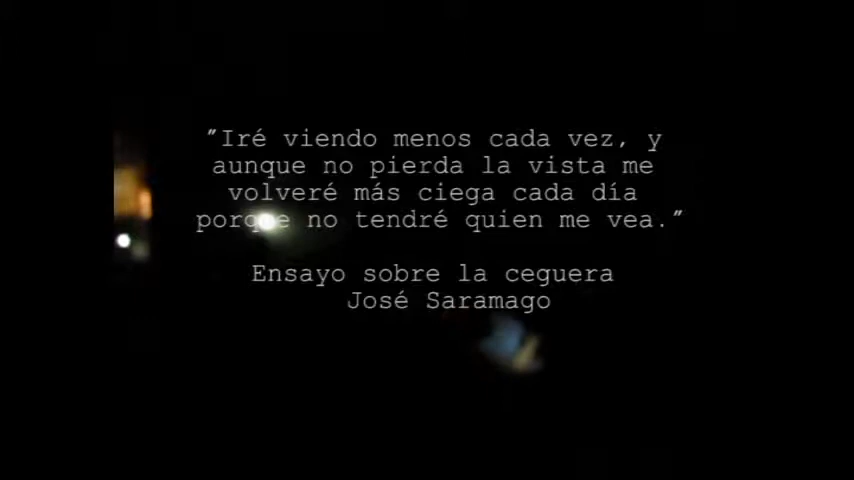 "Iré viendo menos cada vez, y
aunque no pierda la vista me
volveré más ciega cada día
porque no tendré quien me vea."
Ensayo sobre la ceguera
José Saramago